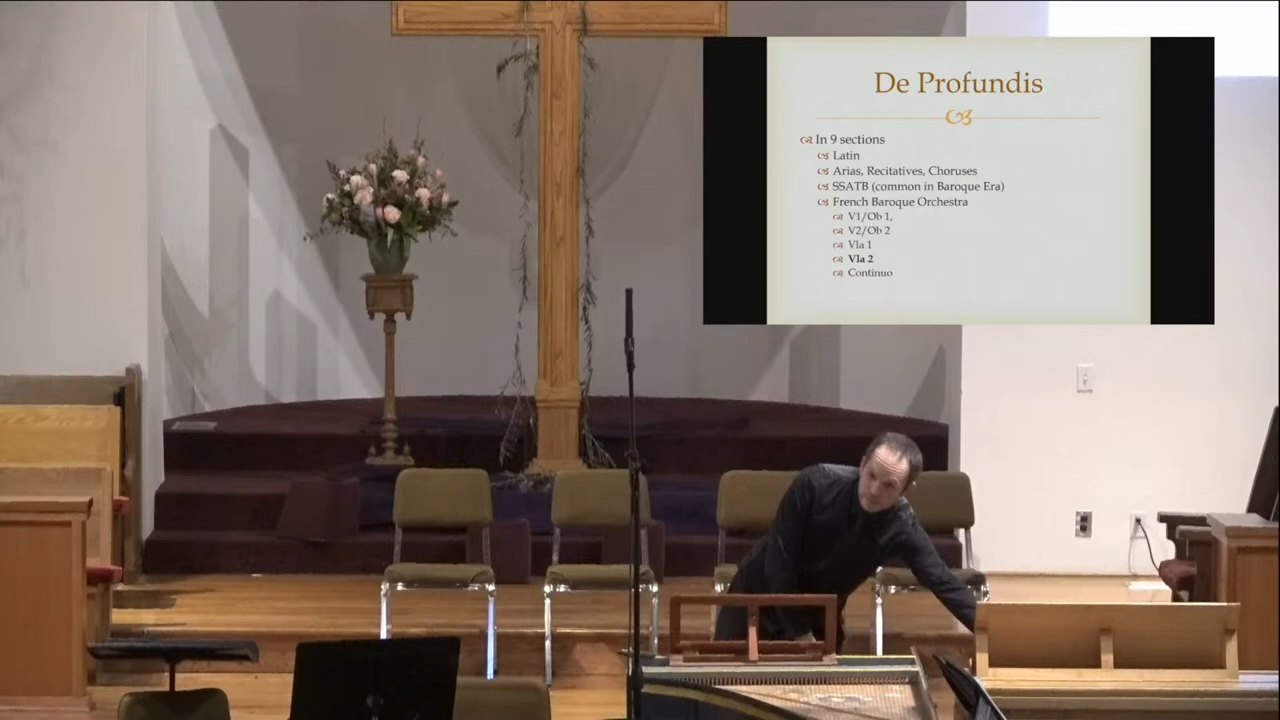 De Profundis
In 9 sections
Latin
Arias, Recitatives, Choruses
SSATB (common in Baroque Era)
French Baroque Orchestra
V1/Ob 1,
V2/Ob 2
Vla 1
Vla 2
Continuo